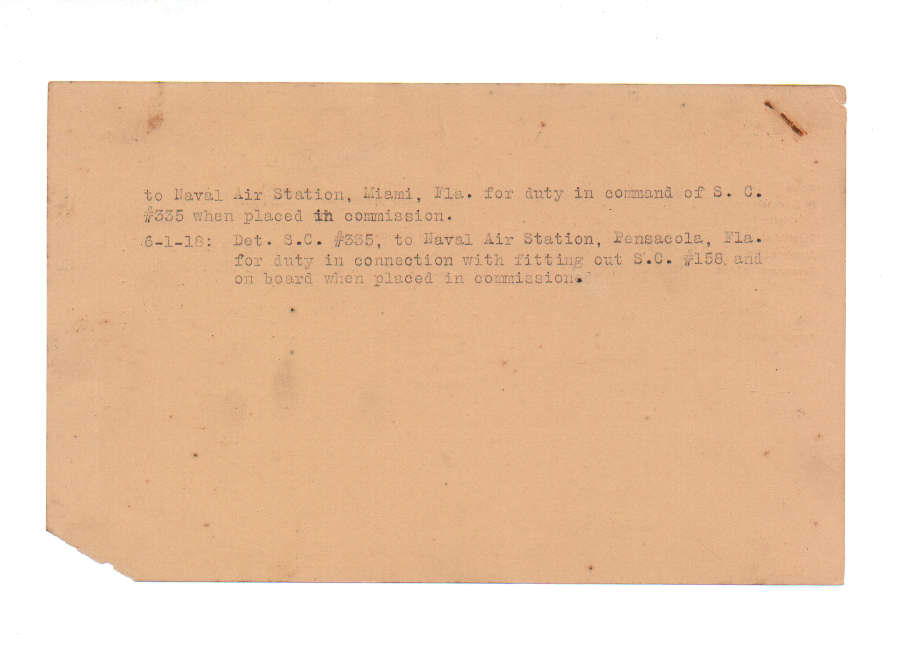 to Naval Air Station, Miami, Fla. for duty in command of S. C.
#335 when placed in commission.
6-1-18: Det. S.C. #335, to Naval Air Station, Pensacola, Fla.
for duty in connection with fitting out S.C. #158, and
on board when placed in commission.